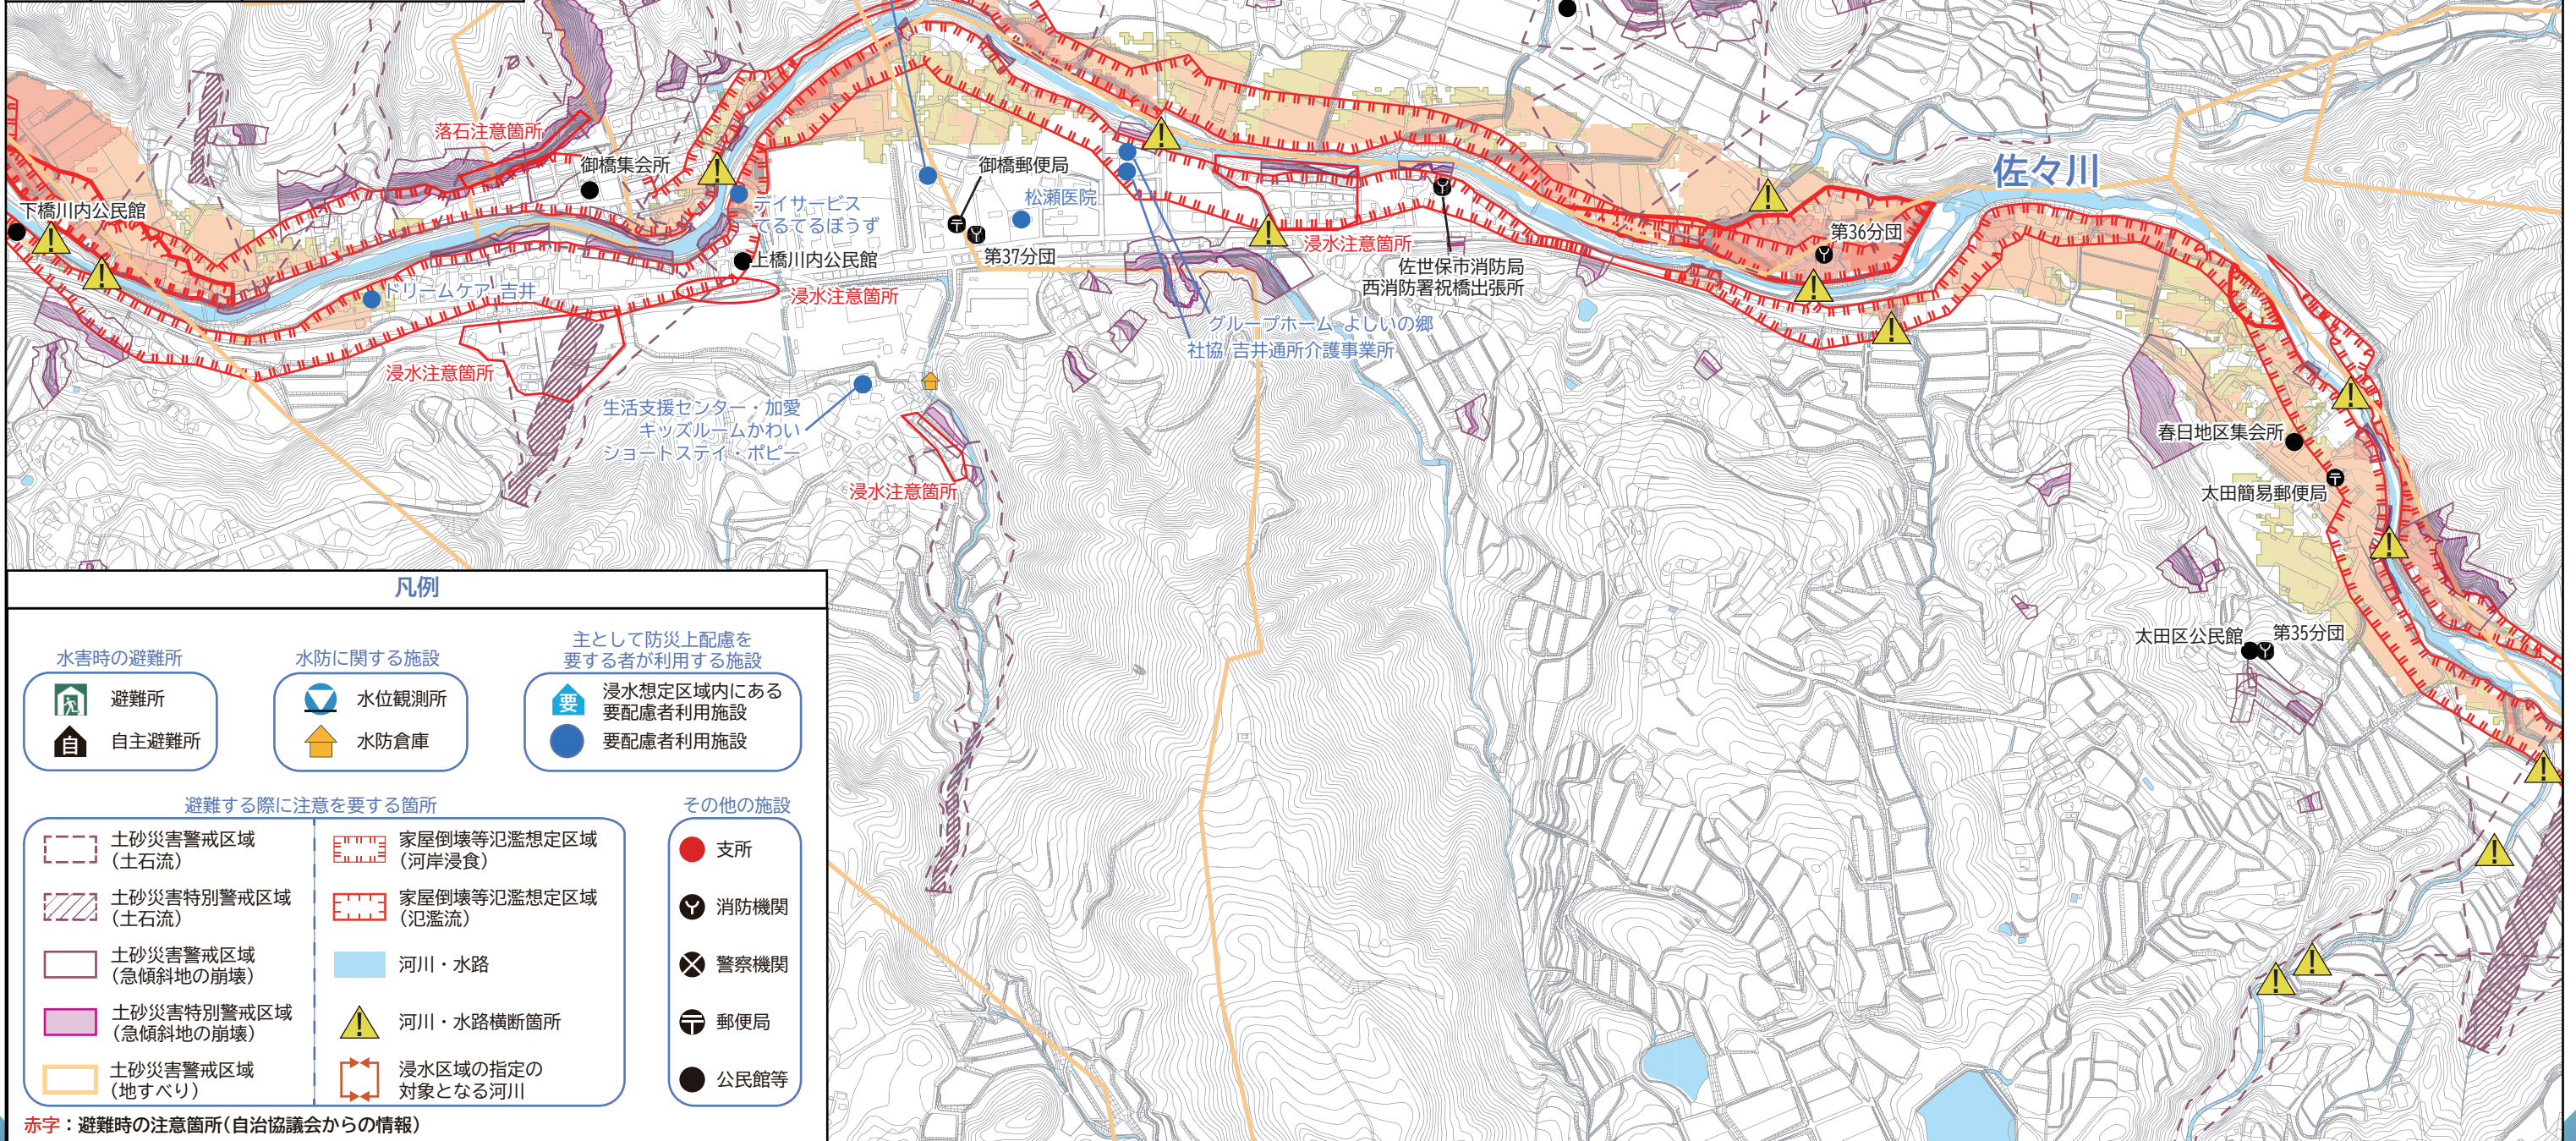 落石注意箇所
御橋集会所
下橋川内公民館
デイサービス
てるてるぼうず
上橋川内公民館
ドリームケア 吉井
浸水注意箇所
浸水注意箇所
御橋郵便局
松瀬医院
第37分団
浸水注意箇所
佐世保市消防局
西消防署祝橋出張所
グループホーム よしいの郷
社協 吉井通所介護事業所
生活支援センター・加愛
キッズルームかわい
ショートステイ・ポピー
浸水注意箇所
佐々川
第36分団
春日地区集会所
太田簡易郵便局
太田区公民館
第35分団
凡例
水害時の避難所
避難所
自
自主避難所
水防に関する施設
水位観測所
水防倉庫
主として防災上配慮を
要する者が利用する施設
要
浸水想定区域内にある
要配慮者利用施設
要配慮者利用施設
避難する際に注意を要する箇所
土砂災害警戒区域
(土石流)
土砂災害特別警戒区域
(土石流)
土砂災害警戒区域
(急傾斜地の崩壊)
土砂災害特別警戒区域
(急傾斜地の崩壊)
土砂災害警戒区域
(地すべり)
家屋倒壊等氾濫想定区域
(河岸浸食)
家屋倒壊等氾濫想定区域
(氾濫流)
河川・水路
河川・水路横断箇所
浸水区域の指定の
対象となる河川
その他の施設
支所
消防機関
警察機関
郵便局
公民館等
赤字：避難時の注意箇所(自治協議会からの情報)